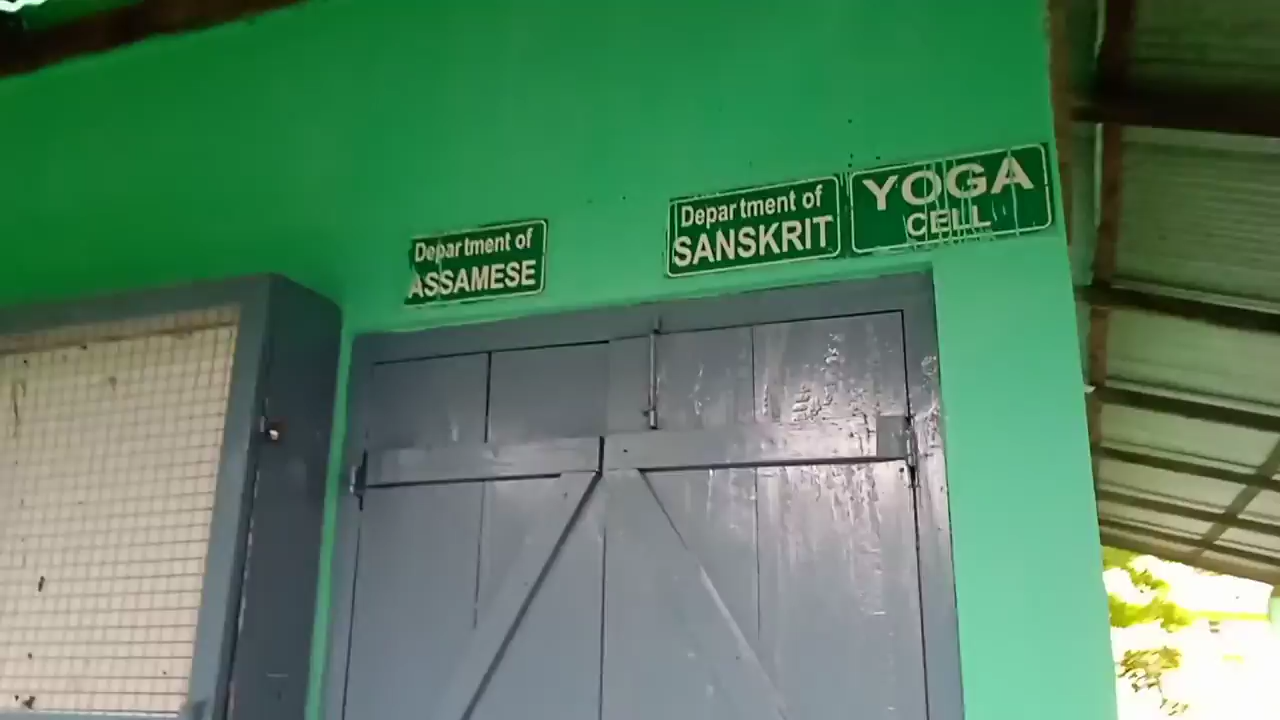 Department of
ASSAMESE
Department of
SANSKRIT
YOGA
CELL